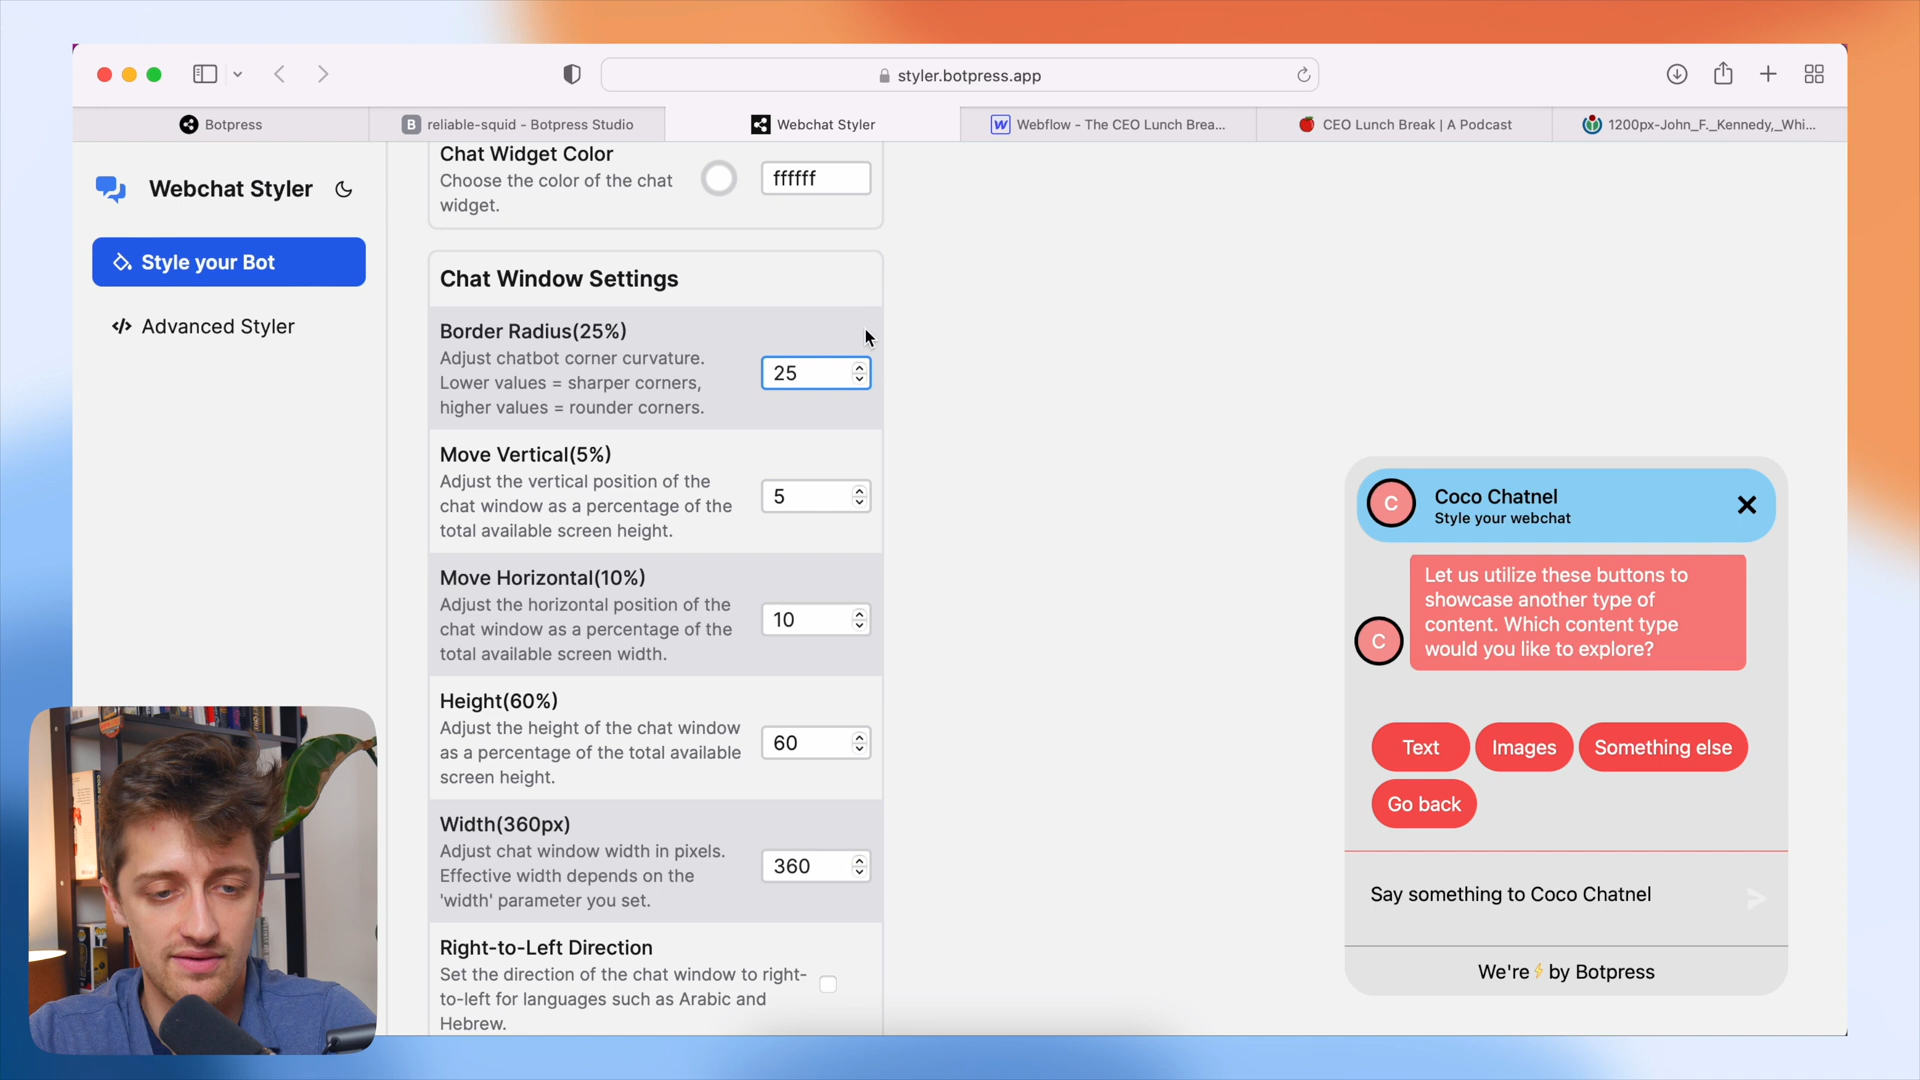 styler.botpress.app
Botpress
B reliable-squid - Botpress Studio
Webchat Styler
W Webflow - The CEO Lunch Brea...
CEO Lunch Break | A Podcast
1200px-John_F._Kennedy,_Whi...
Webchat Styler
Style your Bot
</> Advanced Styler
Chat Widget Color
Choose the color of the chat
widget.
ffffff
Chat Window Settings
Border Radius(25%)
Adjust chatbot corner curvature.
Lower values = sharper corners,
higher values = rounder corners.
25
Move Vertical(5%)
Adjust the vertical position of the
chat window as a percentage of the
total available screen height.
5
Move Horizontal(10%)
Adjust the horizontal position of the
chat window as a percentage of the
total available screen width.
10
Height(60%)
Adjust the height of the chat window
as a percentage of the total available
screen height.
60
Width(360px)
Adjust chat window width in pixels.
Effective width depends on the
'width' parameter you set.
360
Right-to-Left Direction
Set the direction of the chat window to right-
to-left for languages such as Arabic and
Hebrew.
C
Coco Chatnel
Style your webchat
C
Let us utilize these buttons to
showcase another type of
content. Which content type
would you like to explore?
Text
Images
Something else
Go back
Say something to Coco Chatnel
We're ⚡ by Botpress